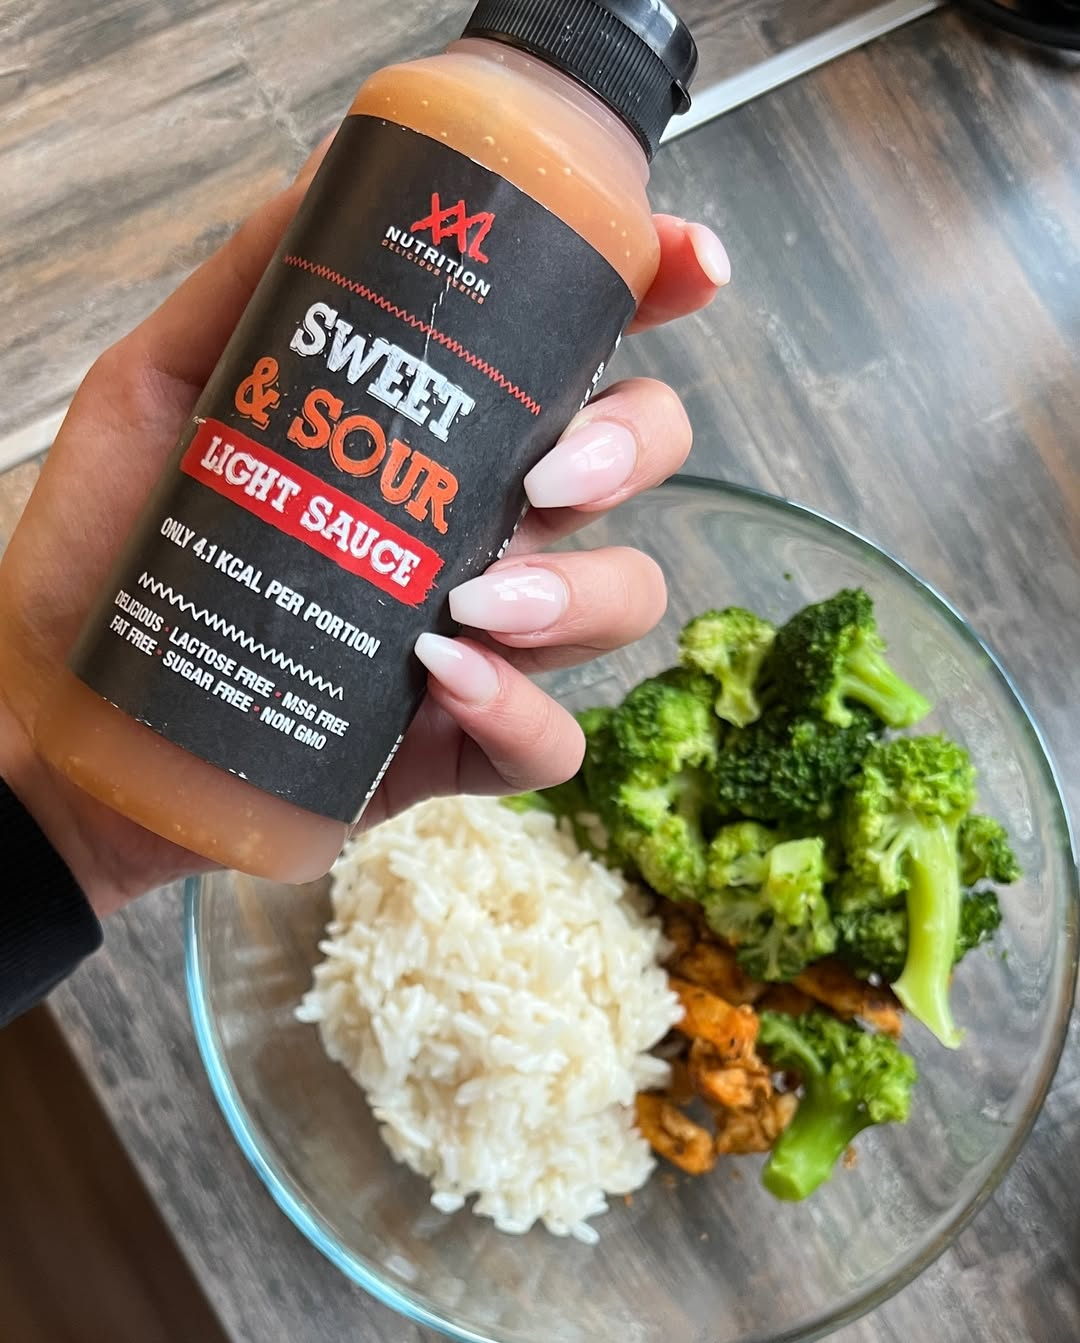 XXL
NUTRITION
DELICIOUS SERIES
SWEET
& SOUR
LIGHT SAUCE
ONLY 4.1 KCAL PER PORTION
DELICIOUS • LACTOSE FREE • MSG FREE
FAT FREE • SUGAR FREE • NON GMO